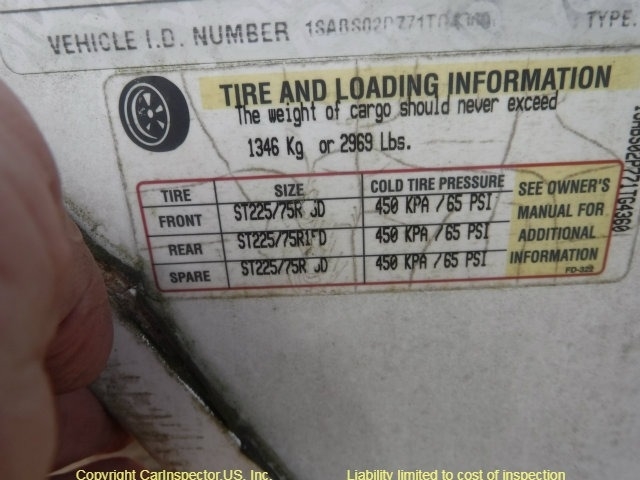 VEHICLE I.D. NUMBER
TYPE:
TIRE AND LOADING INFORMATION
The weight of cargo should never exceed
1346 Kg or 2969 Lbs.
TIRE SIZE COLD TIRE PRESSURE SEE OWNER'S MANUAL FOR ADDITIONAL INFORMATION
FRONT 450 KPA / 65 PSI
REAR 450 KPA / 65 PSI
SPARE 450 KPA / 65 PSI
FD-329
Copyright CarInspector.US, Inc. Liability limited to cost of inspection